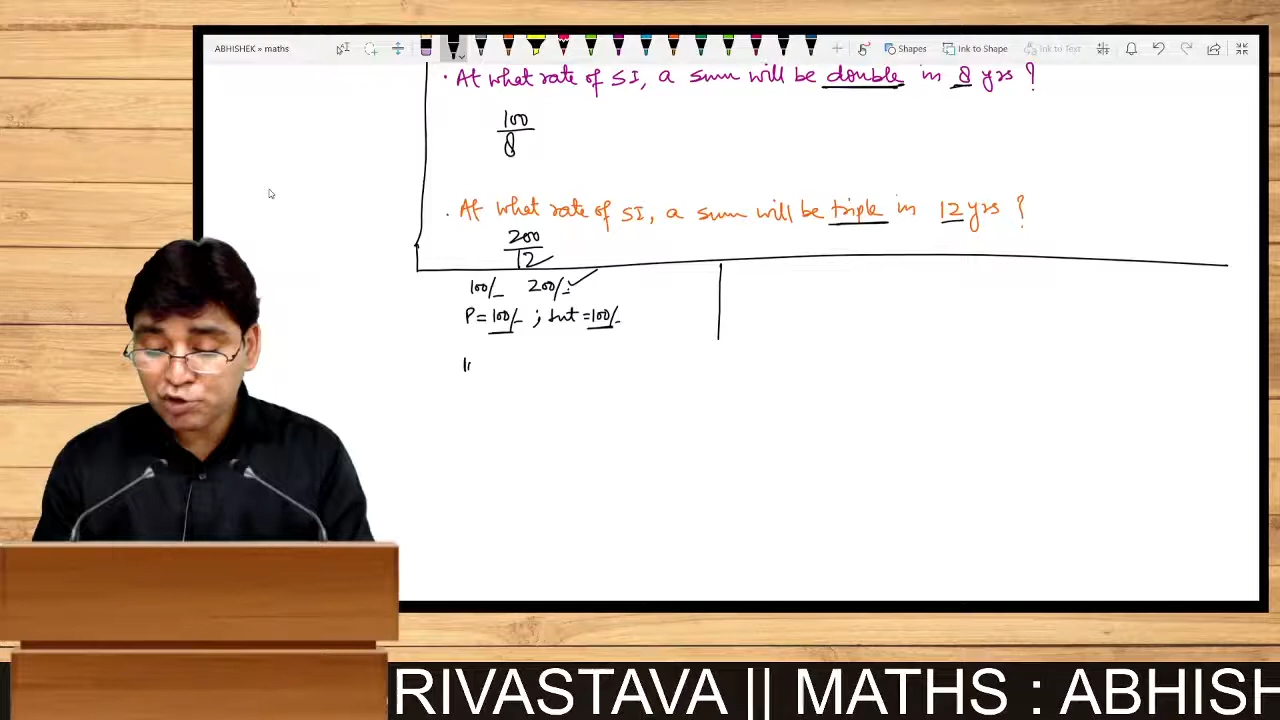 ABHISHEK » maths
Shapes Ink to Shape Ink to Text
· At what rate of SI, a sum will be double in 8 yrs ?
100
8
· At what rate of SI, a sum will be triple in 12 yrs ?
200
12
100/- 200/-
P = 100/- ; Int = 100/-
RIVASTAVA || MATHS : ABHISH